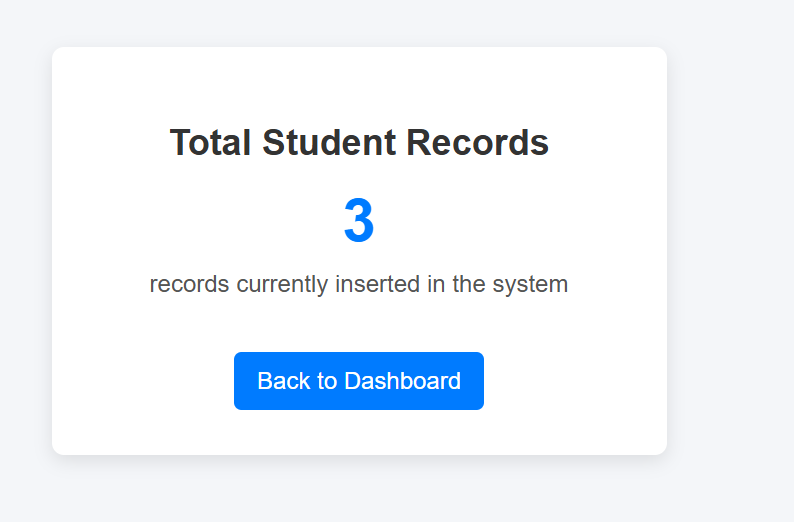 Total Student Records
3
records currently inserted in the system
Back to Dashboard